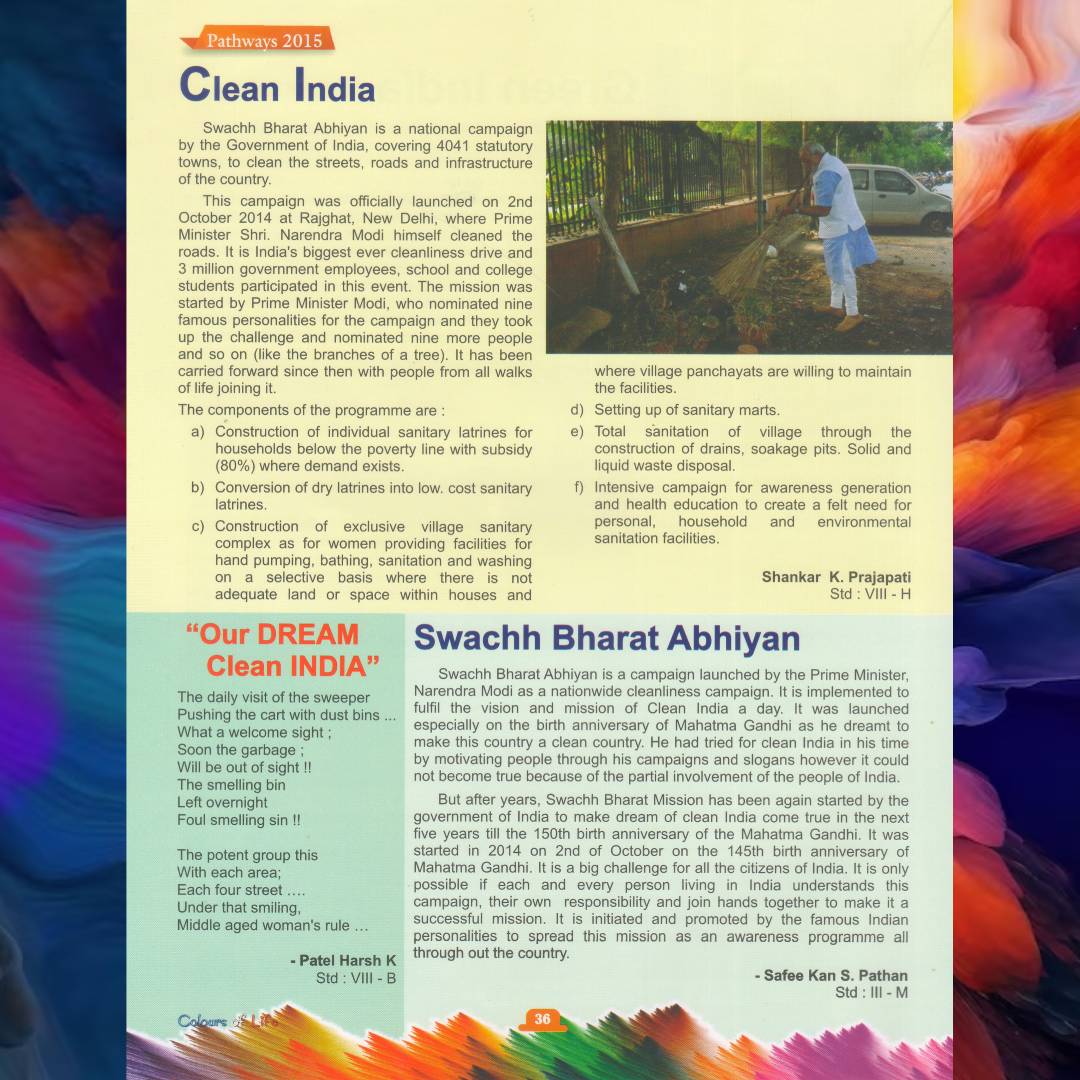 Pathways 2015
Clean India
Swachh Bharat Abhiyan is a national campaign
by the Government of India, covering 4041 statutory
towns, to clean the streets, roads and infrastructure
of the country.
This campaign was officially launched on 2nd
October 2014 at Rajghat, New Delhi, where Prime
Minister Shri. Narendra Modi himself cleaned the
roads. It is India's biggest ever cleanliness drive and
3 million government employees, school and college
students participated in this event. The mission was
started by Prime Minister Modi, who nominated nine
famous personalities for the campaign and they took
up the challenge and nominated nine more people
and so on (like the branches of a tree). It has been
carried forward since then with people from all walks
of life joining it.
The components of the programme are :
a) Construction of individual sanitary latrines for
households below the poverty line with subsidy
(80%) where demand exists.
b) Conversion of dry latrines into low. cost sanitary
latrines.
c) Construction of exclusive village sanitary
complex as for women providing facilities for
hand pumping, bathing, sanitation and washing
on a selective basis where there is not
adequate land or space within houses and
where village panchayats are willing to maintain
the facilities.
d) Setting up of sanitary marts.
e) Total sanitation of village through the
construction of drains, soakage pits. Solid and
liquid waste disposal.
f) Intensive campaign for awareness generation
and health education to create a felt need for
personal, household and environmental
sanitation facilities.
Shankar K. Prajapati
Std : VIII - H
“Our DREAM
Clean INDIA”
The daily visit of the sweeper
Pushing the cart with dust bins ...
What a welcome sight ;
Soon the garbage ;
Will be out of sight !!
The smelling bin
Left overnight
Foul smelling sin !!
The potent group this
With each area;
Each four street ....
Under that smiling,
Middle aged woman's rule ...
- Patel Harsh K
Std : VIII - B
Swachh Bharat Abhiyan
Swachh Bharat Abhiyan is a campaign launched by the Prime Minister,
Narendra Modi as a nationwide cleanliness campaign. It is implemented to
fulfil the vision and mission of Clean India a day. It was launched
especially on the birth anniversary of Mahatma Gandhi as he dreamt to
make this country a clean country. He had tried for clean India in his time
by motivating people through his campaigns and slogans however it could
not become true because of the partial involvement of the people of India.
But after years, Swachh Bharat Mission has been again started by the
government of India to make dream of clean India come true in the next
five years till the 150th birth anniversary of the Mahatma Gandhi. It was
started in 2014 on 2nd of October on the 145th birth anniversary of
Mahatma Gandhi. It is a big challenge for all the citizens of India. It is only
possible if each and every person living in India understands this
campaign, their own responsibility and join hands together to make it a
successful mission. It is initiated and promoted by the famous Indian
personalities to spread this mission as an awareness programme all
through out the country.
- Safee Kan S. Pathan
Std : III - M
Colours of Life
36